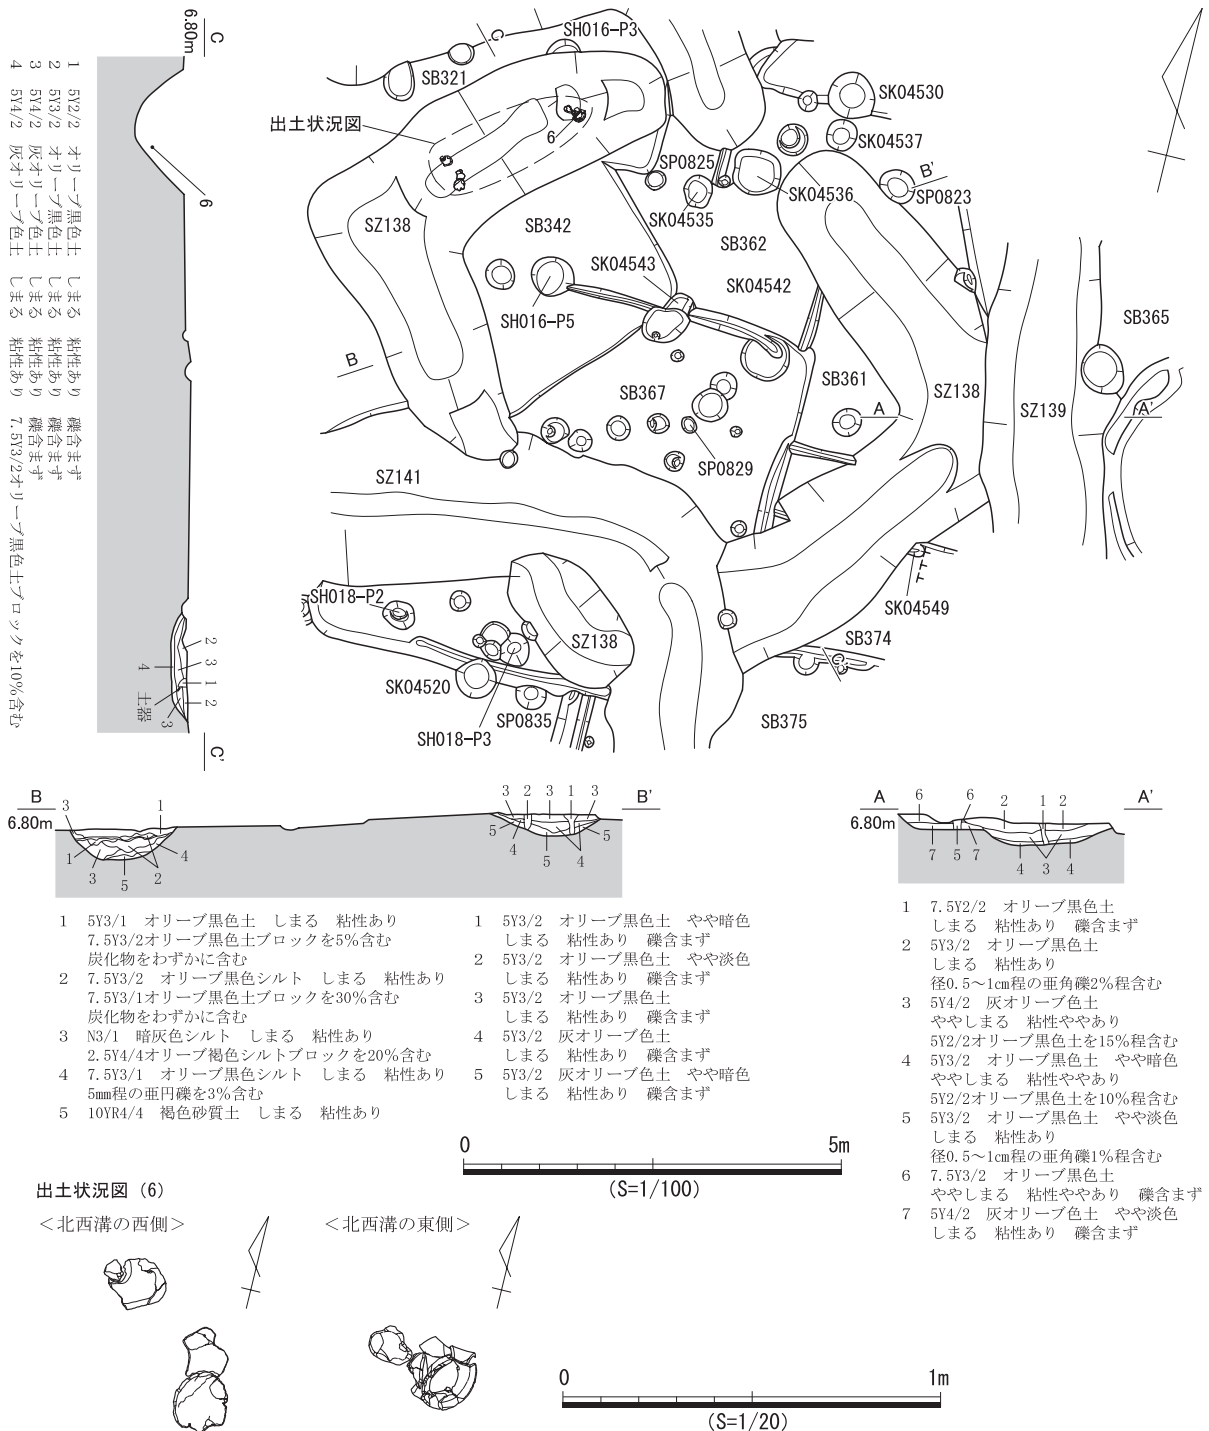 C
6.80m
6
2
3
1
2
4
土器
3
C'
1　5Y2/2　オリーブ黒色土　しまる　粘性あり　礫含まず
2　5Y3/2　オリーブ黒色土　しまる　粘性あり　礫含まず
3　5Y4/2　灰オリーブ色土　しまる　粘性あり　礫含まず
4　5Y4/2　灰オリーブ色土　しまる　粘性あり　7.5Y3/2オリーブ黒色土ブロックを10%含む
C
SH016-P3
SB321
SK04530
出土状況図
6
SK04537
SP0825
B'
SK04536
SP0823
SK04535
SZ138
SB342
SB362
SK04543
SK04542
SH016-P5
SB365
B
SB367
SB361
SZ138
A
SZ139
A'
SP0829
SZ141
SH018-P2
SK04549
SZ138
SB374
SK04520
SP0835
SB375
SH018-P3
C'
B
6.80m
3
1
1
3
5
2
4
3
2
3
1
3
5
4
5
4
5
B'
A
6.80m
6
6
2
1
2
7
5
7
4
3
4
A'
1　5Y3/1　オリーブ黒色土　しまる　粘性あり
7.5Y3/2オリーブ黒色土ブロックを5%含む
炭化物をわずかに含む
2　7.5Y3/2　オリーブ黒色シルト　しまる　粘性あり
7.5Y3/1オリーブ黒色土ブロックを30%含む
炭化物をわずかに含む
3　N3/1　暗灰色シルト　しまる　粘性あり
2.5Y4/4オリーブ褐色シルトブロックを20%含む
4　7.5Y3/1　オリーブ黒色シルト　しまる　粘性あり
5mm程の亜円礫を3%含む
5　10YR4/4　褐色砂質土　しまる　粘性あり
1　5Y3/2　オリーブ黒色土　やや暗色
しまる　粘性あり　礫含まず
2　5Y3/2　オリーブ黒色土　やや淡色
しまる　粘性あり　礫含まず
3　5Y3/2　オリーブ黒色土
しまる　粘性あり　礫含まず
4　5Y3/2　灰オリーブ色土
しまる　粘性あり　礫含まず
5　5Y3/2　灰オリーブ色土　やや暗色
しまる　粘性あり　礫含まず
1　7.5Y2/2　オリーブ黒色土
しまる　粘性あり　礫含まず
2　5Y3/2　オリーブ黒色土
しまる　粘性あり
径0.5～1㎝程の亜角礫2%程含む
3　5Y4/2　灰オリーブ色土
ややしまる　粘性ややあり
5Y2/2オリーブ黒色土を15%程含む
4　5Y3/2　オリーブ黒色土　やや暗色
ややしまる　粘性ややあり
5Y2/2オリーブ黒色土を10%程含む
5　5Y3/2　オリーブ黒色土　やや淡色
しまる　粘性あり
径0.5～1㎝程の亜角礫1%程含む
6　7.5Y3/2　オリーブ黒色土
ややしまる　粘性ややあり　礫含まず
7　5Y4/2　灰オリーブ色土　やや淡色
しまる　粘性あり　礫含まず
0
5m
(S=1/100)
出土状況図（6）
＜北西溝の西側＞
＜北西溝の東側＞
0
1m
(S=1/20)